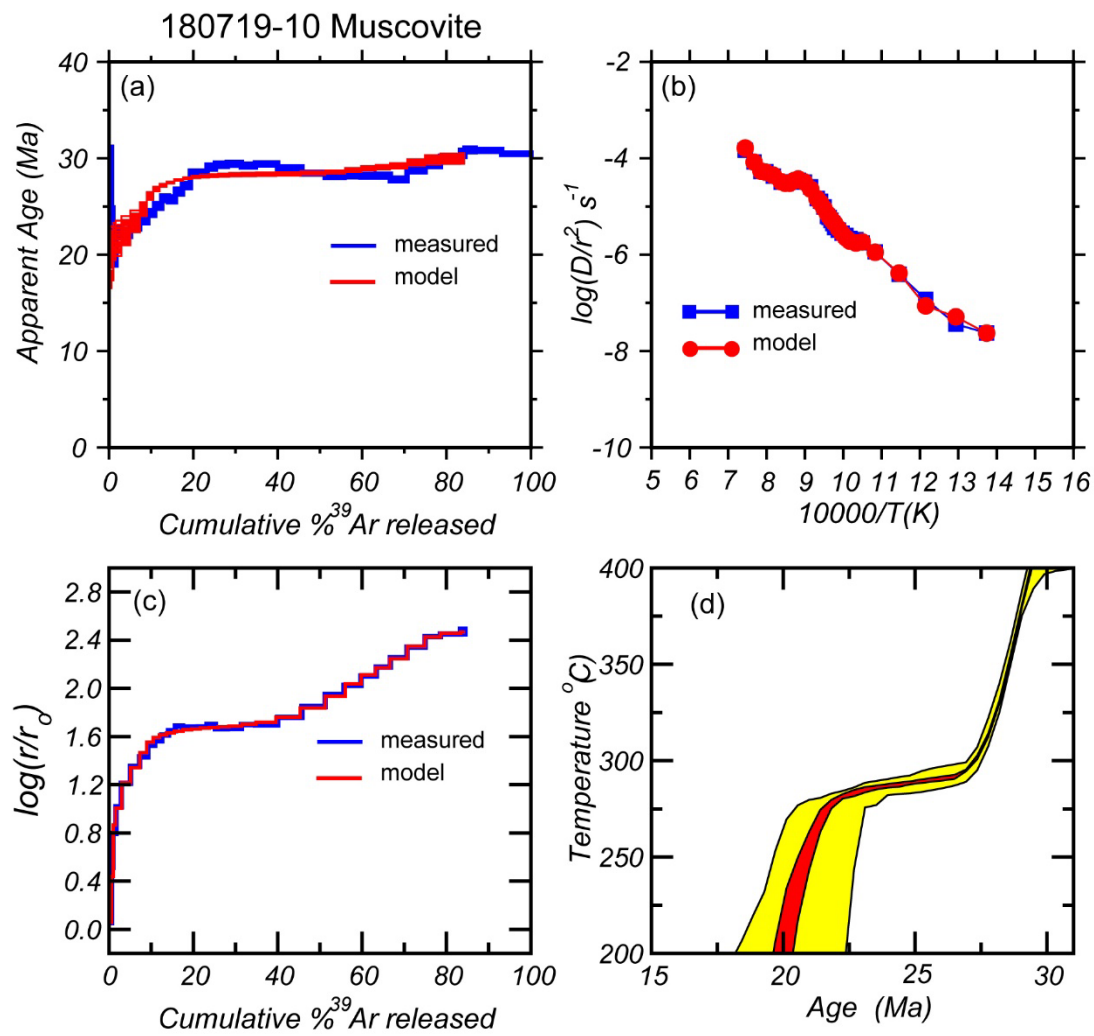 180719-10 Muscovite
(a)
Apparent Age (Ma)
40
30
20
10
0
measured
model
0 20 40 60 80 100
Cumulative %³⁹Ar released
(b)
log(D/r²) s⁻¹
-2
-4
-6
-8
-10
measured
model
5 6 7 8 9 10 11 12 13 14 15 16
10000/T(K)
(c)
log(r/rₒ)
2.8
2.4
2.0
1.6
1.2
0.8
0.4
0.0
measured
model
0 20 40 60 80 100
Cumulative %³⁹Ar released
(d)
Temperature °C)
400
350
300
250
200
15 20 25 30
Age (Ma)